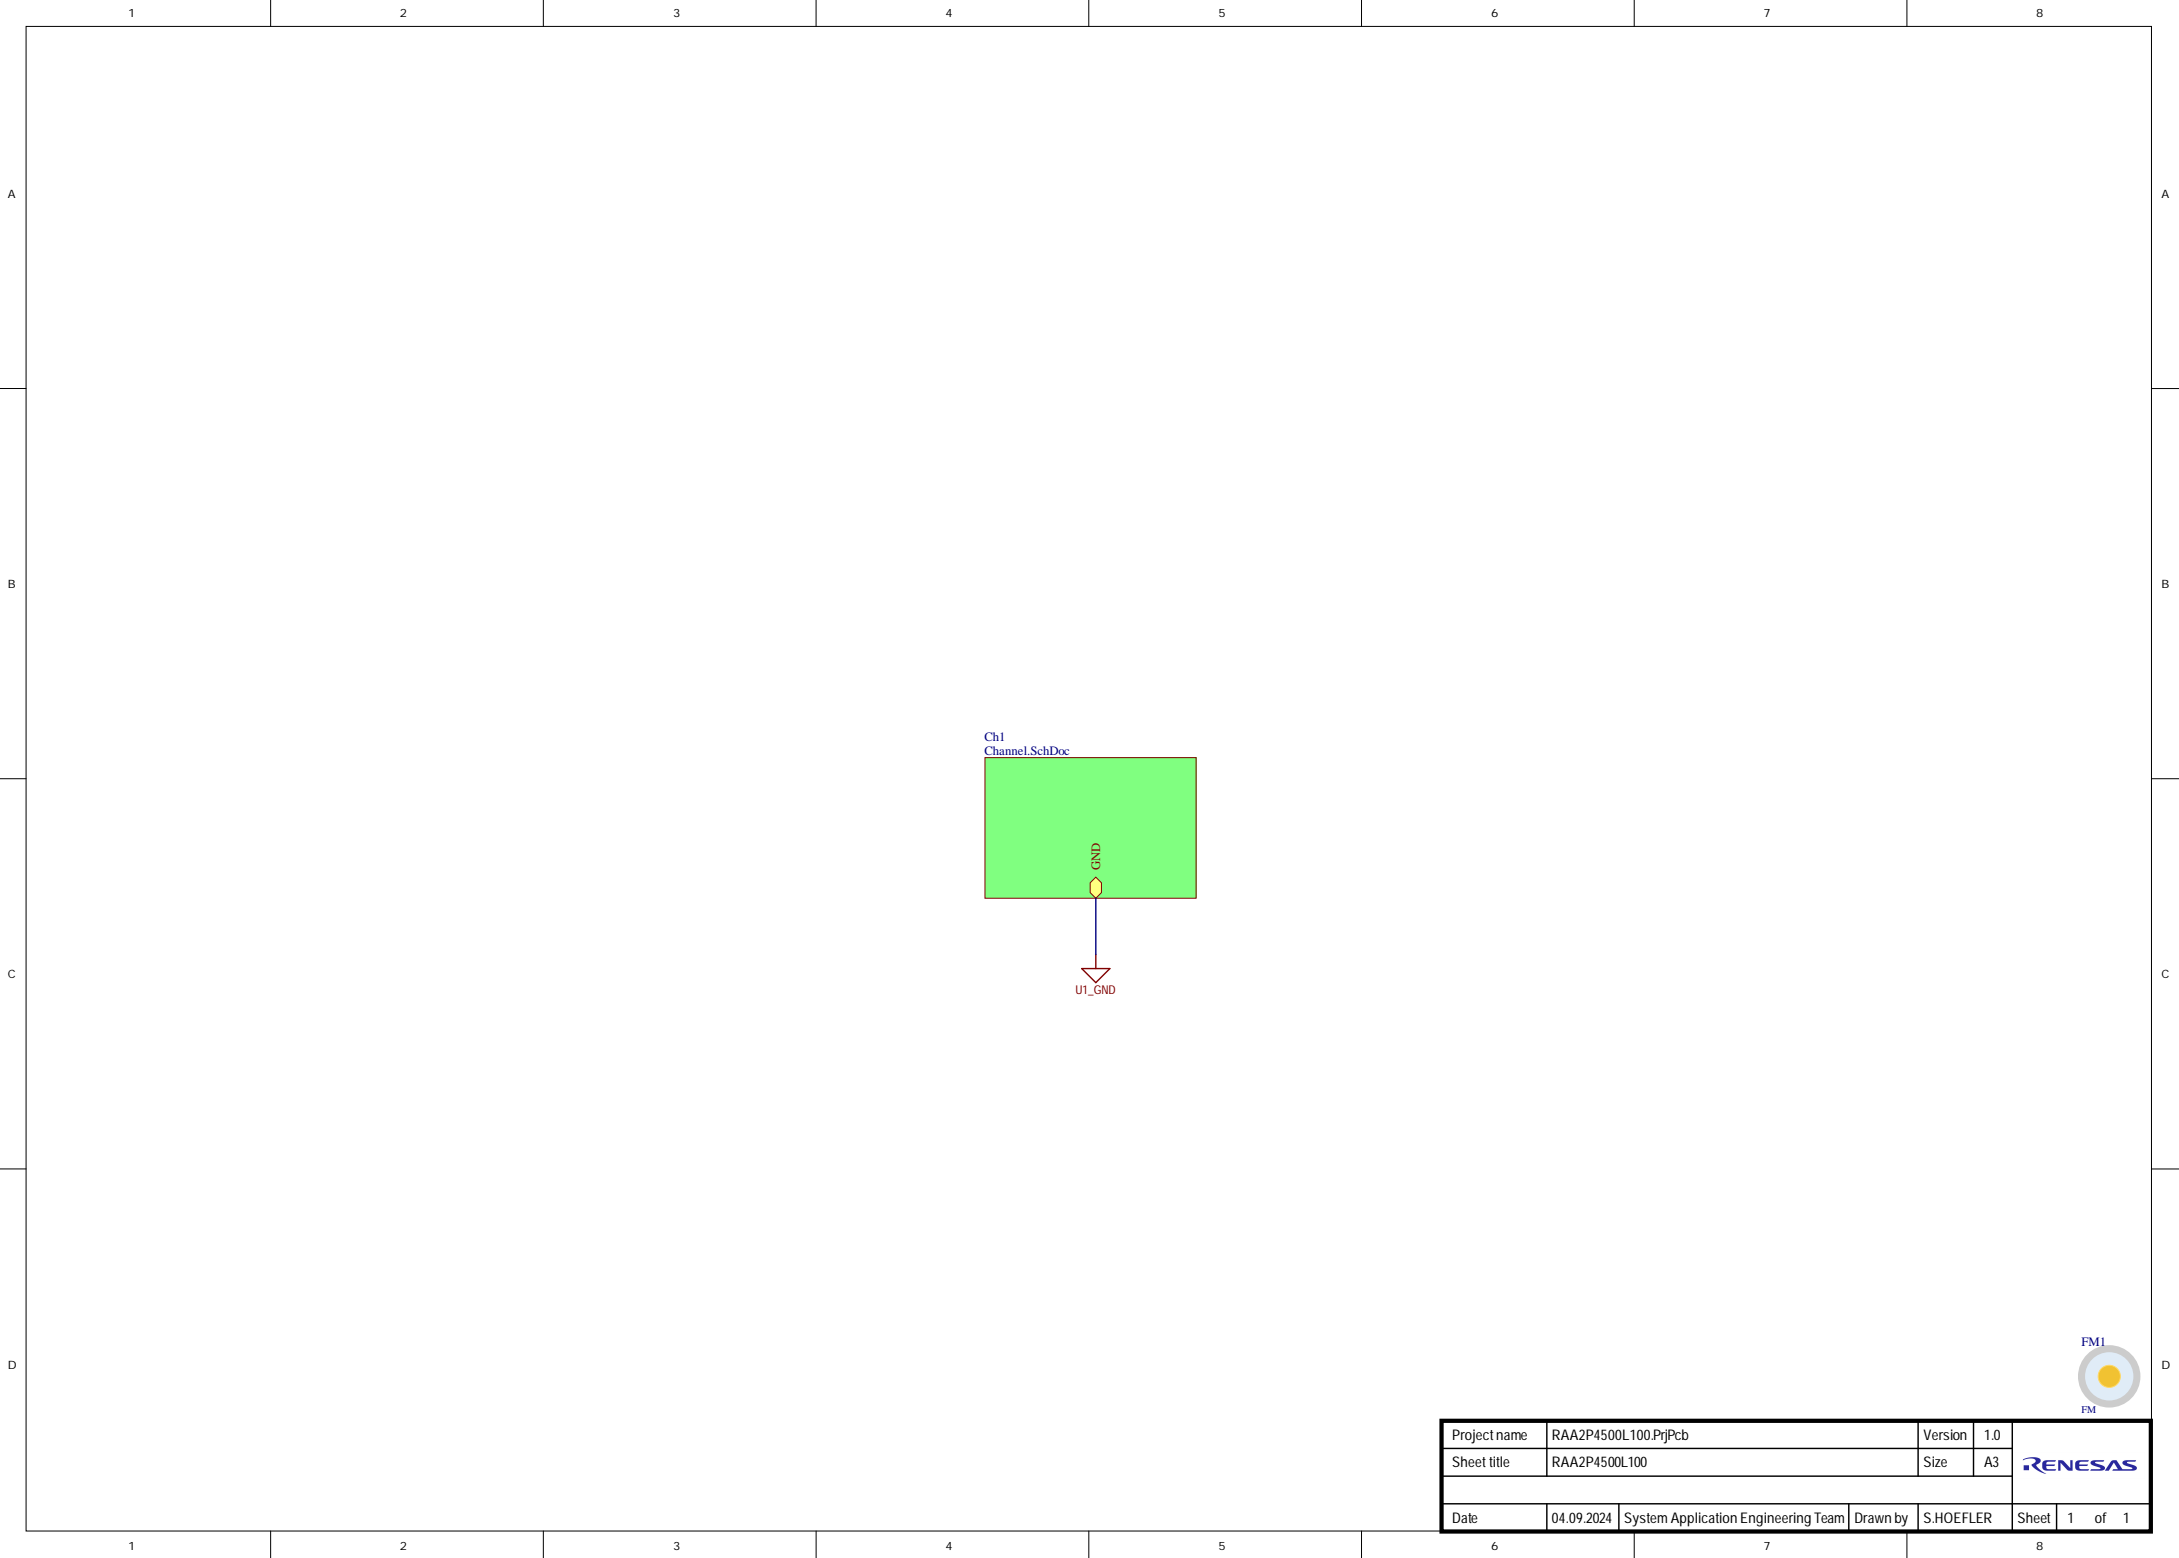 1 2 3 4 5 6 7 8
A A
B B
Ch1
Channel.SchDoc
GND
C C
U1_GND
FM1
D D
FM
Project name RAA2P4500L100.PrjPcb Version 1.0
RENESAS
Sheet title RAA2P4500L100 Size A3
Date 04.09.2024 System Application Engineering Team Drawn by S.HOEFLER Sheet 1 of 1
1 2 3 4 5 6 7 8